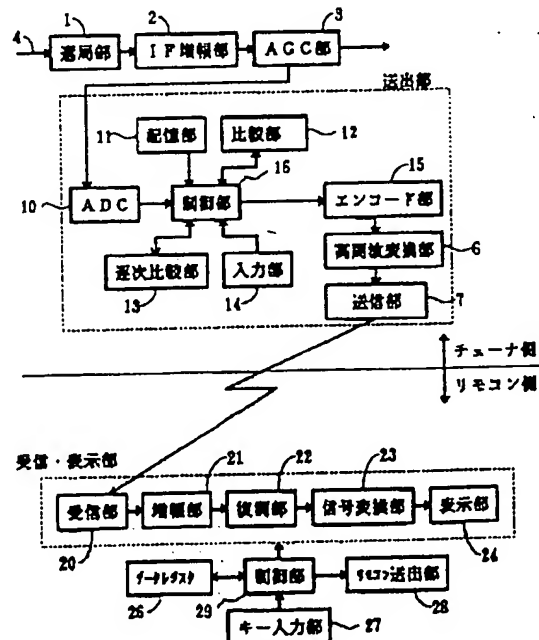 1
2
3
4
選局部
IF増幅部
AGC部
送出部
11
記憶部
比較部
12
16
15
10
ADC
制御部
エンコード部
高周波変換部
6
逐次比較部
入力部
13
14
送信部
7
チューナ側
リモコン側
受信・表示部
21
22
23
受信部
増幅部
復調部
信号変換部
表示部
20
24
データレジスタ
制御部
リモコン送出部
26
29
28
キー入力部
27